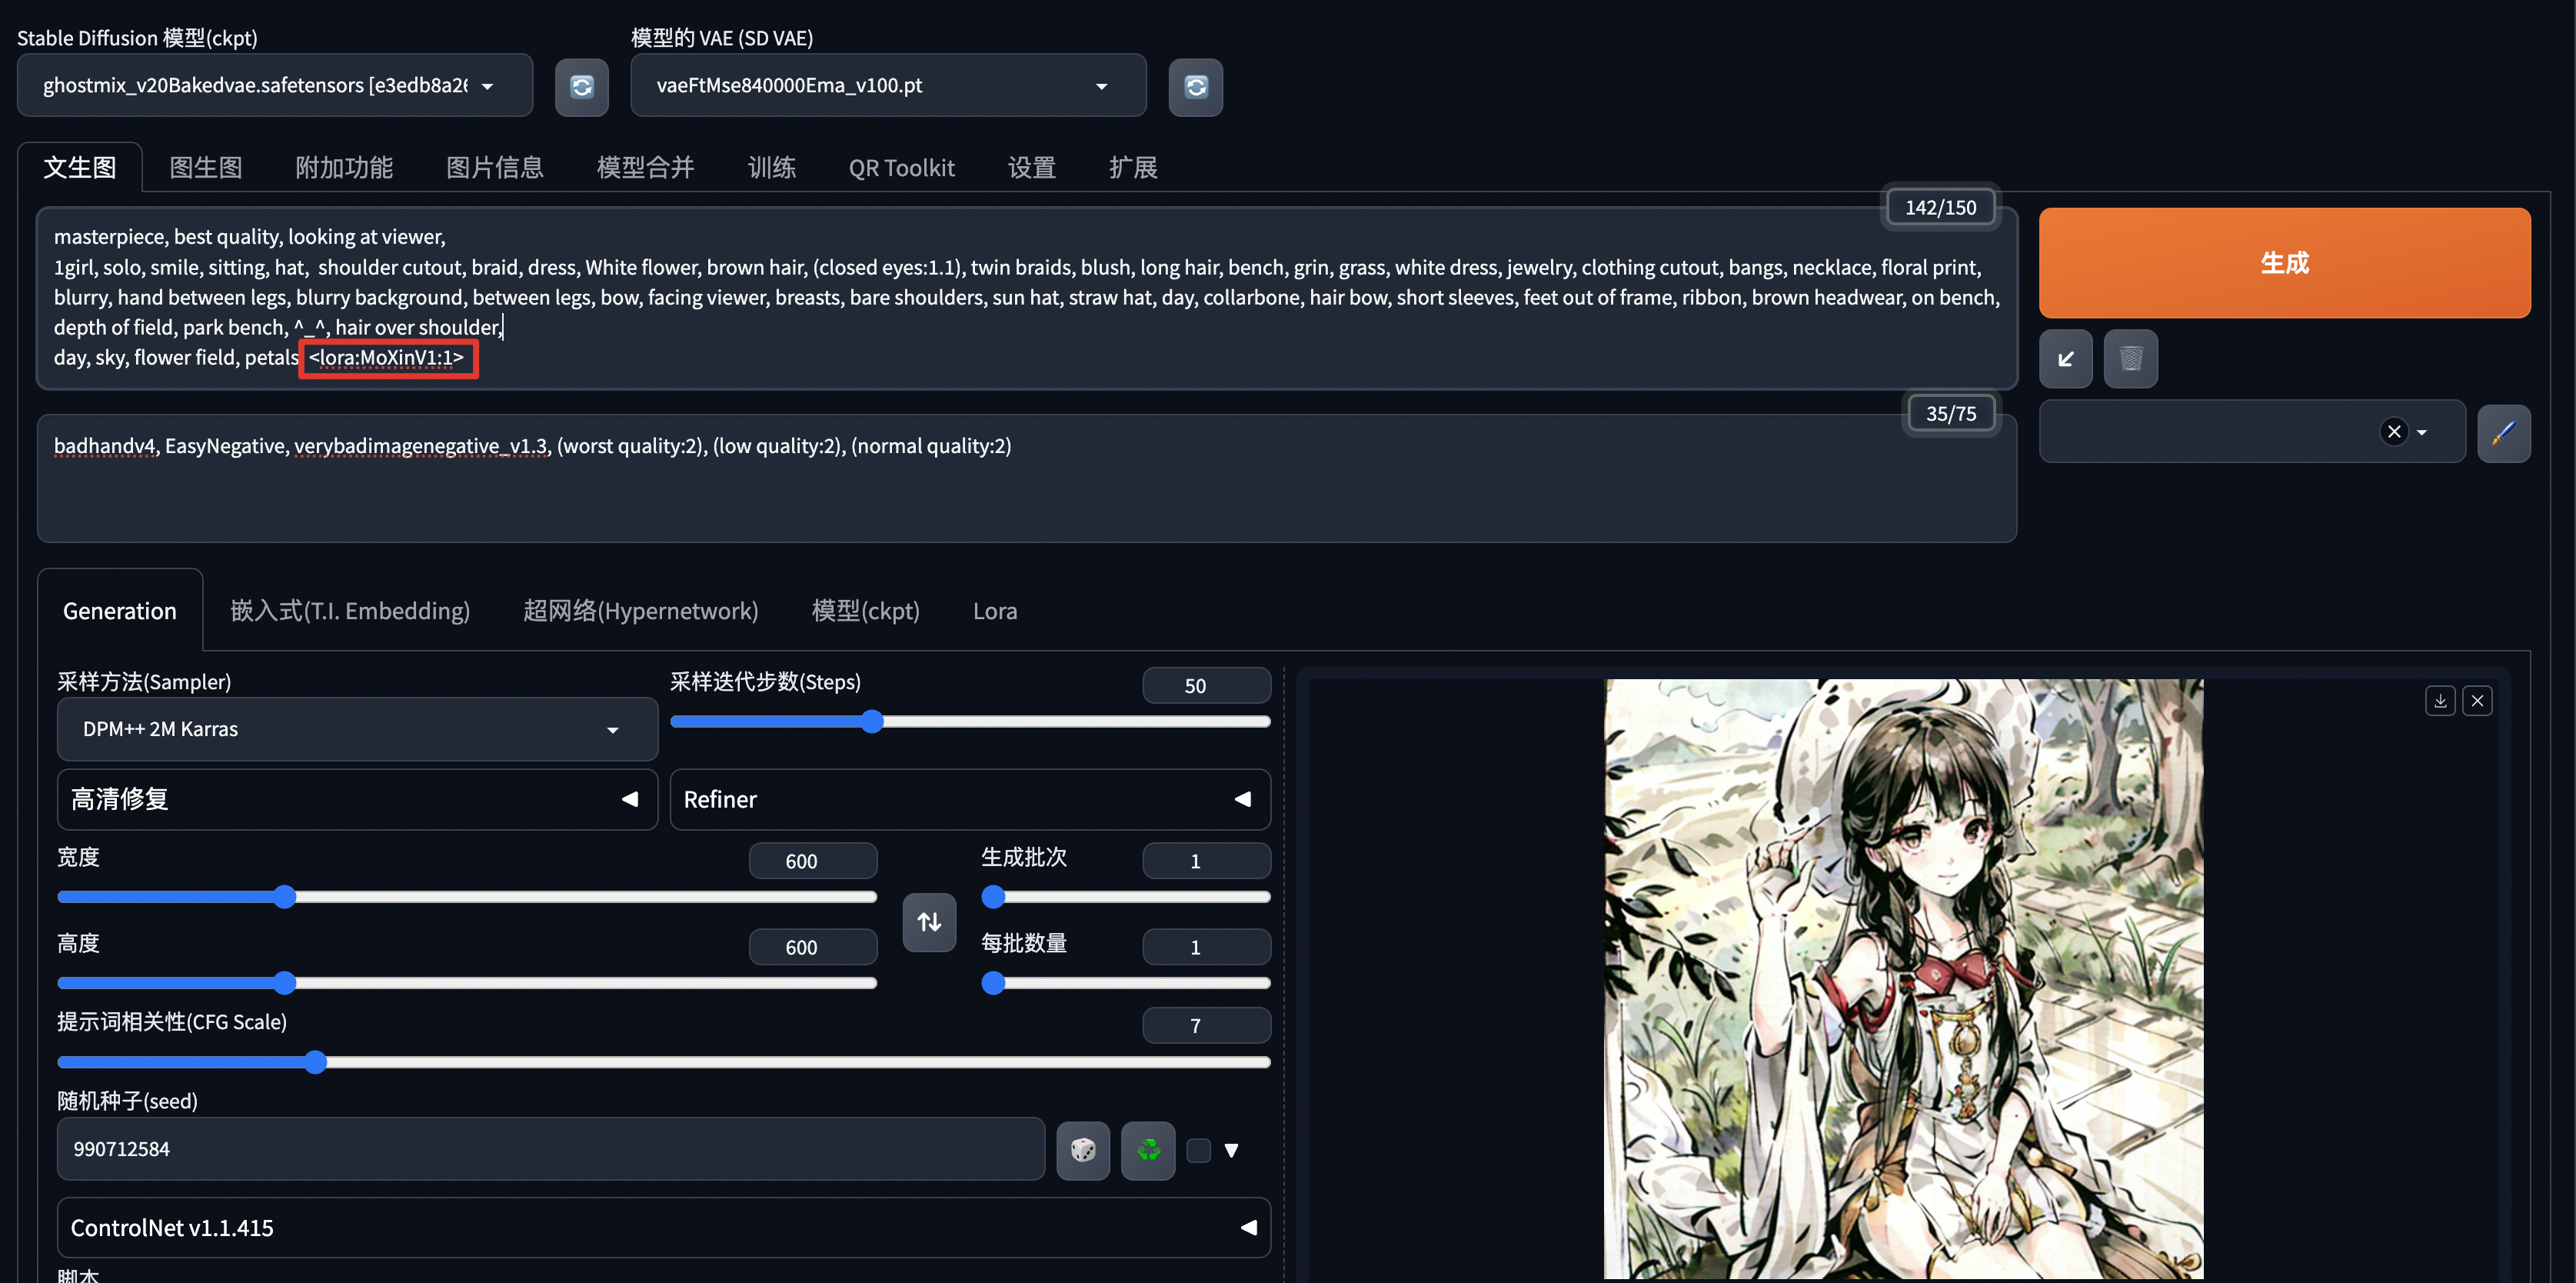 Stable Diffusion 模型(ckpt)
模型的 VAE (SD VAE)
ghostmix_v20Bakedvae.safetensors [e3edb8a26
vaeFtMse840000Ema_v100.pt
文生图 图生图 附加功能 图片信息 模型合并 训练 QR Toolkit 设置 扩展
142/150
masterpiece, best quality, looking at viewer,
1girl, solo, smile, sitting, hat,  shoulder cutout, braid, dress, White flower, brown hair, (closed eyes:1.1), twin braids, blush, long hair, bench, grin, grass, white dress, jewelry, clothing cutout, bangs, necklace, floral print,
blurry, hand between legs, blurry background, between legs, bow, facing viewer, breasts, bare shoulders, sun hat, straw hat, day, collarbone, hair bow, short sleeves, feet out of frame, ribbon, brown headwear, on bench,
depth of field, park bench, ^_^, hair over shoulder,
day, sky, flower field, petals <lora:MoXinV1:1>
生成
35/75
badhandv4, EasyNegative, verybadimagenegative_v1.3, (worst quality:2), (low quality:2), (normal quality:2)
Generation 嵌入式(T.I. Embedding) 超网络(Hypernetwork) 模型(ckpt) Lora
采样方法(Sampler)
DPM++ 2M Karras
采样迭代步数(Steps)
50
高清修复
Refiner
宽度
600
生成批次
1
高度
600
每批数量
1
提示词相关性(CFG Scale)
7
随机种子(seed)
990712584
ControlNet v1.1.415
脚本